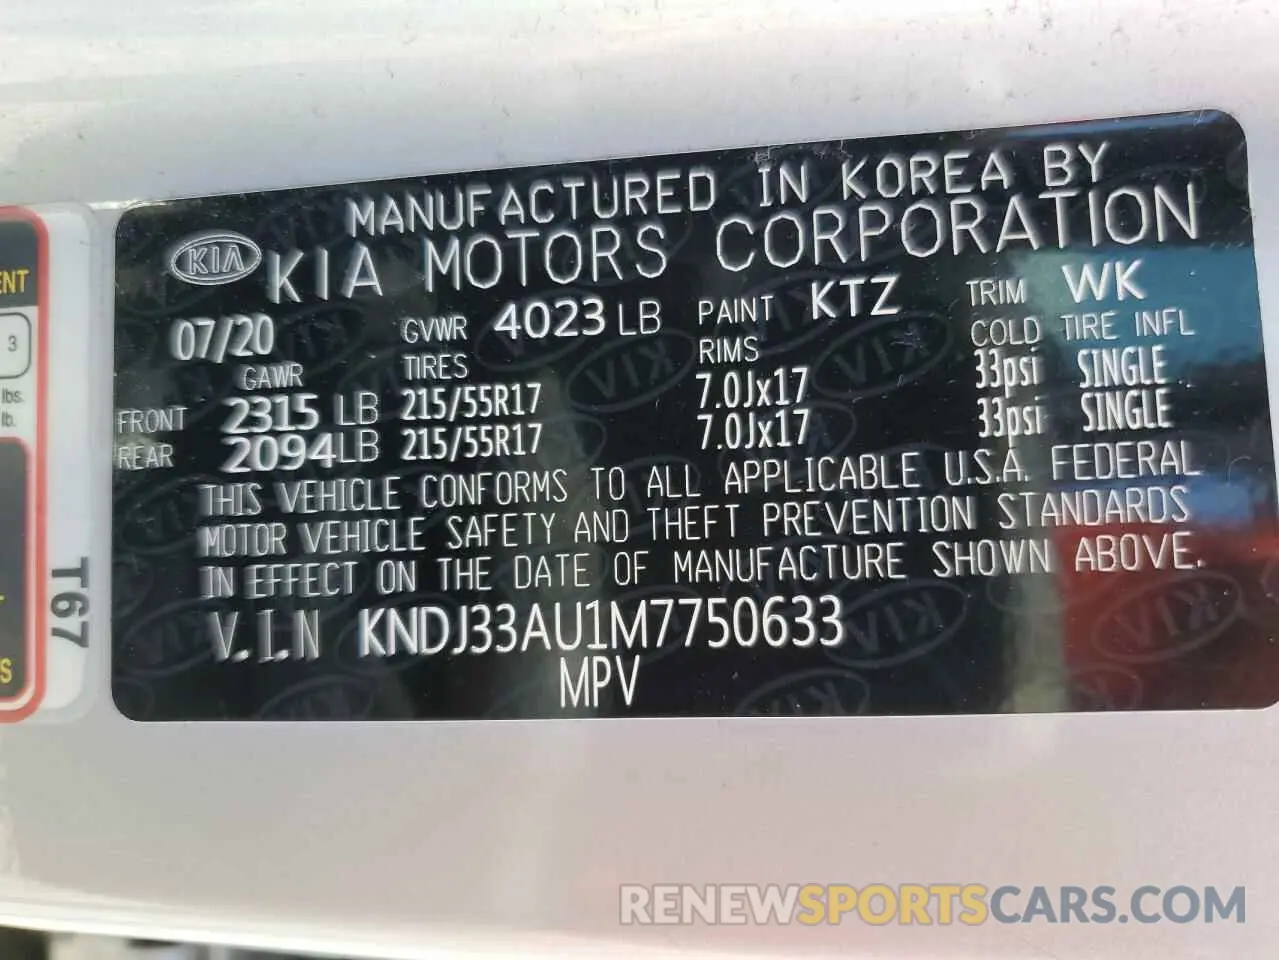 MANUFACTURED IN KOREA BY
KIA KIA MOTORS CORPORATION
07/20 GVWR 4023 LB PAINT KTZ TRIM WK
GAWR TIRES RIMS COLD TIRE INFL
FRONT 2315 LB 215/55R17 7.0Jx17 33psi SINGLE
REAR 2094 LB 215/55R17 7.0Jx17 33psi SINGLE
THIS VEHICLE CONFORMS TO ALL APPLICABLE U.S.A. FEDERAL
MOTOR VEHICLE SAFETY AND THEFT PREVENTION STANDARDS
IN EFFECT ON THE DATE OF MANUFACTURE SHOWN ABOVE.
V.I.N KNDJ33AU1M7750633
MPV
3
lbs.
lb.
T67
RENEWSPORTSCARS.COM